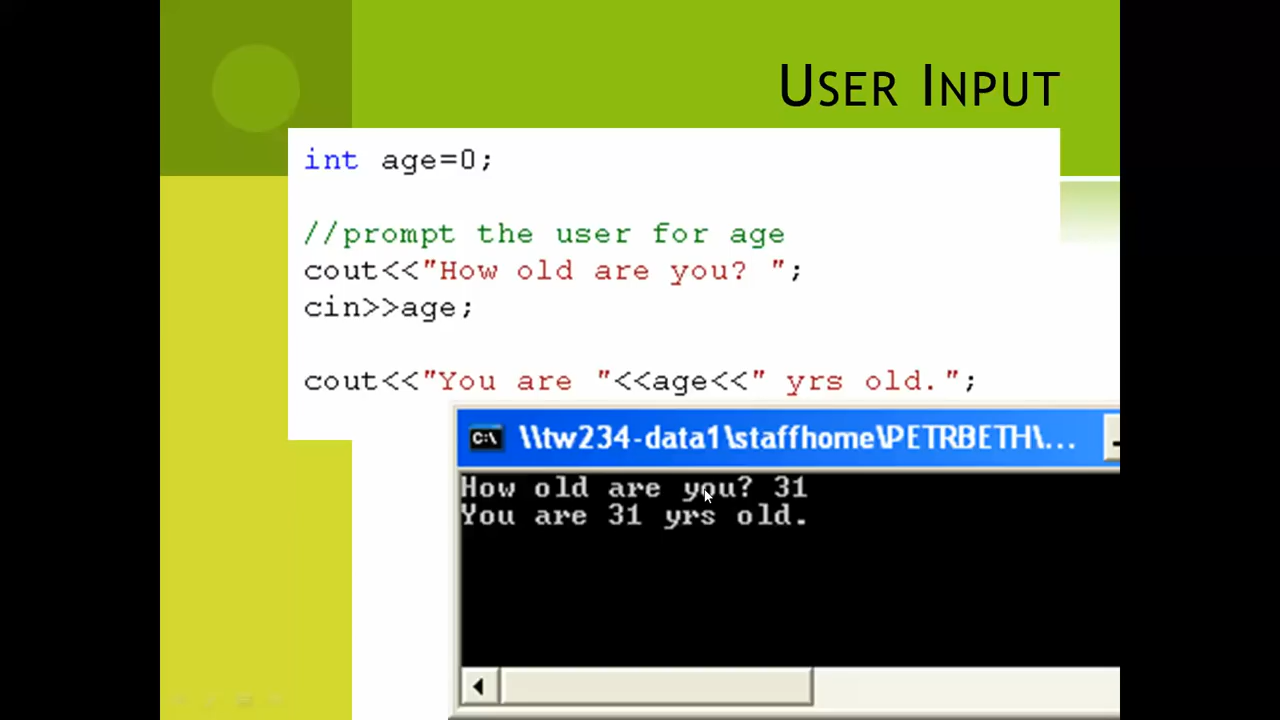 USER INPUT
int age=0;
//prompt the user for age
cout<<"How old are you? ";
cin>>age;
cout<<"You are "<<age<<" yrs old.";
C:\ \\tw234-data1\staffhome\PETRBETH\...
How old are you? 31
You are 31 yrs old.